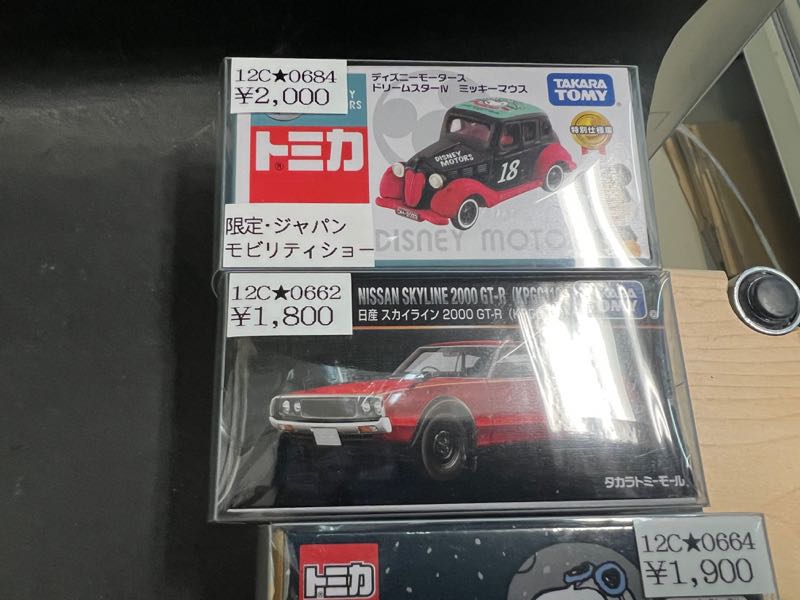 12C★0684
¥2,000
ディズニーモータース
ドリームスターⅣ ミッキーマウス
TAKARA
TOMY
特別仕様車
トミカ
DISNEY
MOTORS
18
限定・ジャパン
モビリティショー
DISNEY
12C★0662
¥1,800
NISSAN SKYLINE 2000 GT-R
日産 スカイライン 2000 GT-R
TOMY
タカラトミーモール
12C★0664
¥1,900
トミカ